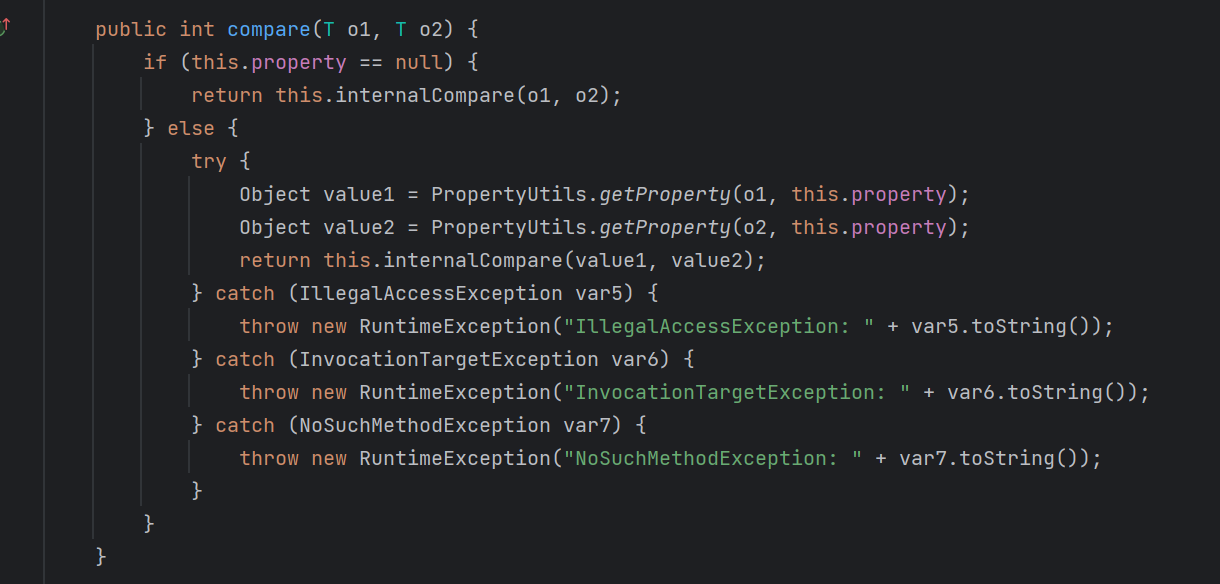 public int compare(T o1, T o2) {
if (this.property == null) {
return this.internalCompare(o1, o2);
} else {
try {
Object value1 = PropertyUtils.getProperty(o1, this.property);
Object value2 = PropertyUtils.getProperty(o2, this.property);
return this.internalCompare(value1, value2);
} catch (IllegalAccessException var5) {
throw new RuntimeException("IllegalAccessException: " + var5.toString());
} catch (InvocationTargetException var6) {
throw new RuntimeException("InvocationTargetException: " + var6.toString());
} catch (NoSuchMethodException var7) {
throw new RuntimeException("NoSuchMethodException: " + var7.toString());
}
}
}